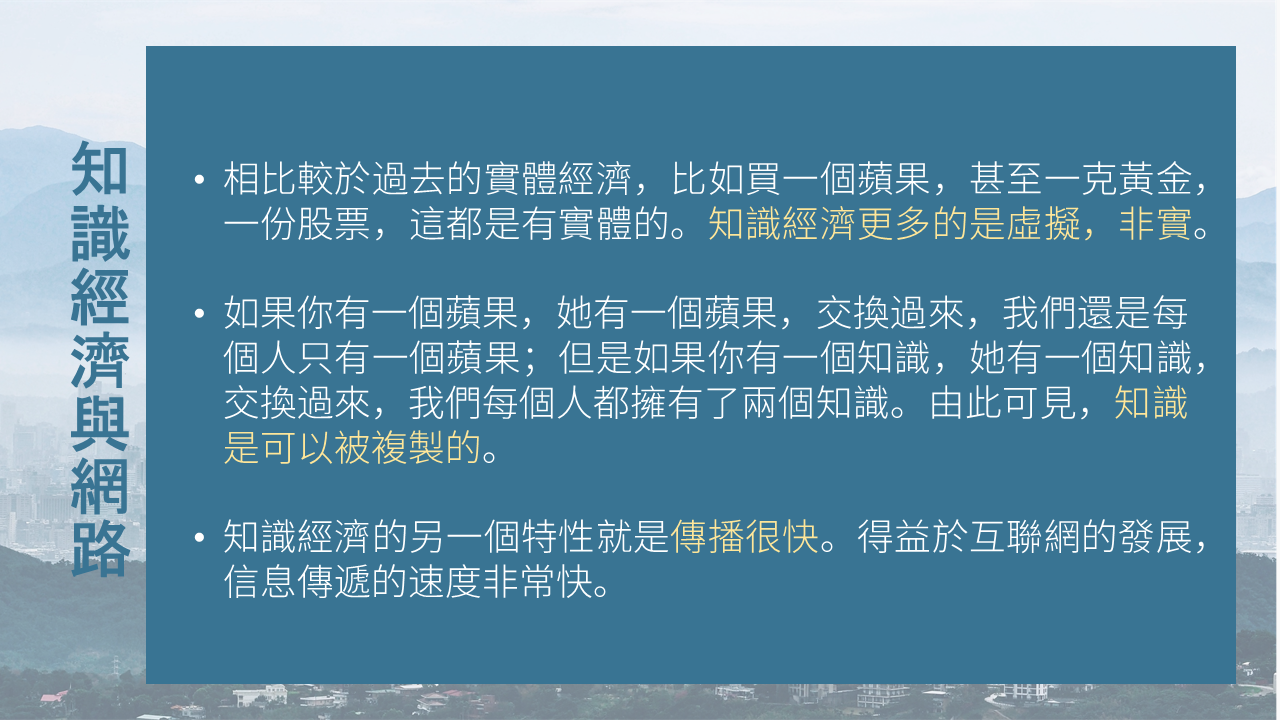 知識經濟與網路
• 相比較於過去的實體經濟，比如買一個蘋果，甚至一克黃金，
一份股票，這都是有實體的。知識經濟更多的是虛擬，非實。
• 如果你有一個蘋果，她有一個蘋果，交換過來，我們還是每
個人只有一個蘋果；但是如果你有一個知識，她有一個知識，
交換過來，我們每個人都擁有了兩個知識。由此可見，知識
是可以被複製的。
• 知識經濟的另一個特性就是傳播很快。得益於互聯網的發展，
信息傳遞的速度非常快。